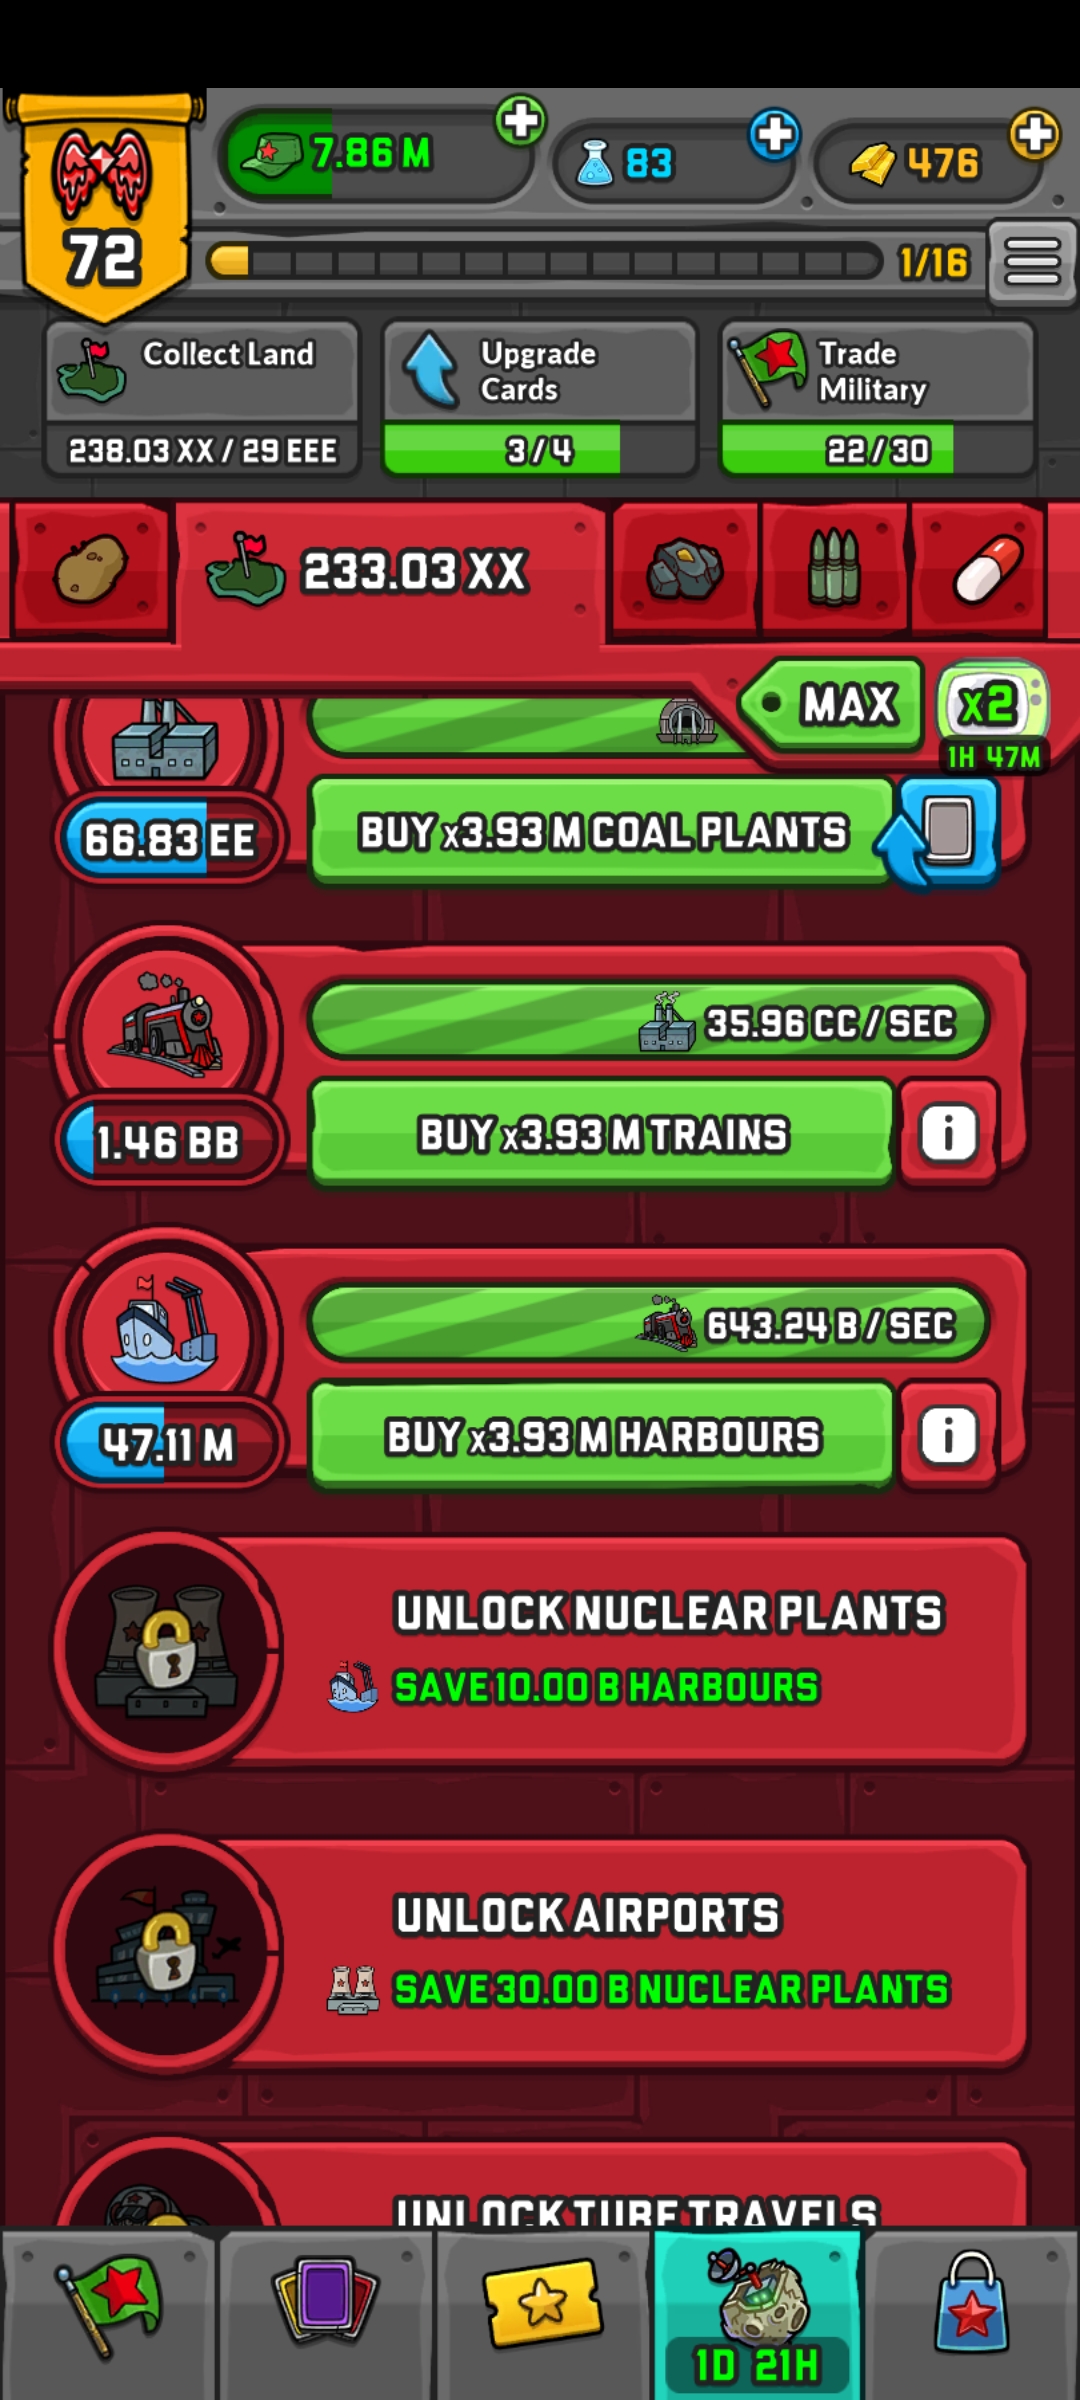 7.86 M
83
476
72
1/16
Collect Land
238.03 XX / 29 EEE
Upgrade
Cards
3/4
Trade
Military
22/30
233.03 XX
MAX
x2
1H 47M
66.83 EE
BUY x3.93 M COAL PLANTS
35.96 CC / SEC
1.46 BB
BUY x3.93 M TRAINS
i
643.24 B / SEC
47.11 M
BUY x3.93 M HARBOURS
i
UNLOCK NUCLEAR PLANTS
SAVE 10.00 B HARBOURS
UNLOCK AIRPORTS
SAVE 30.00 B NUCLEAR PLANTS
UNLOCK TUBE TRAVELS
1D 21H